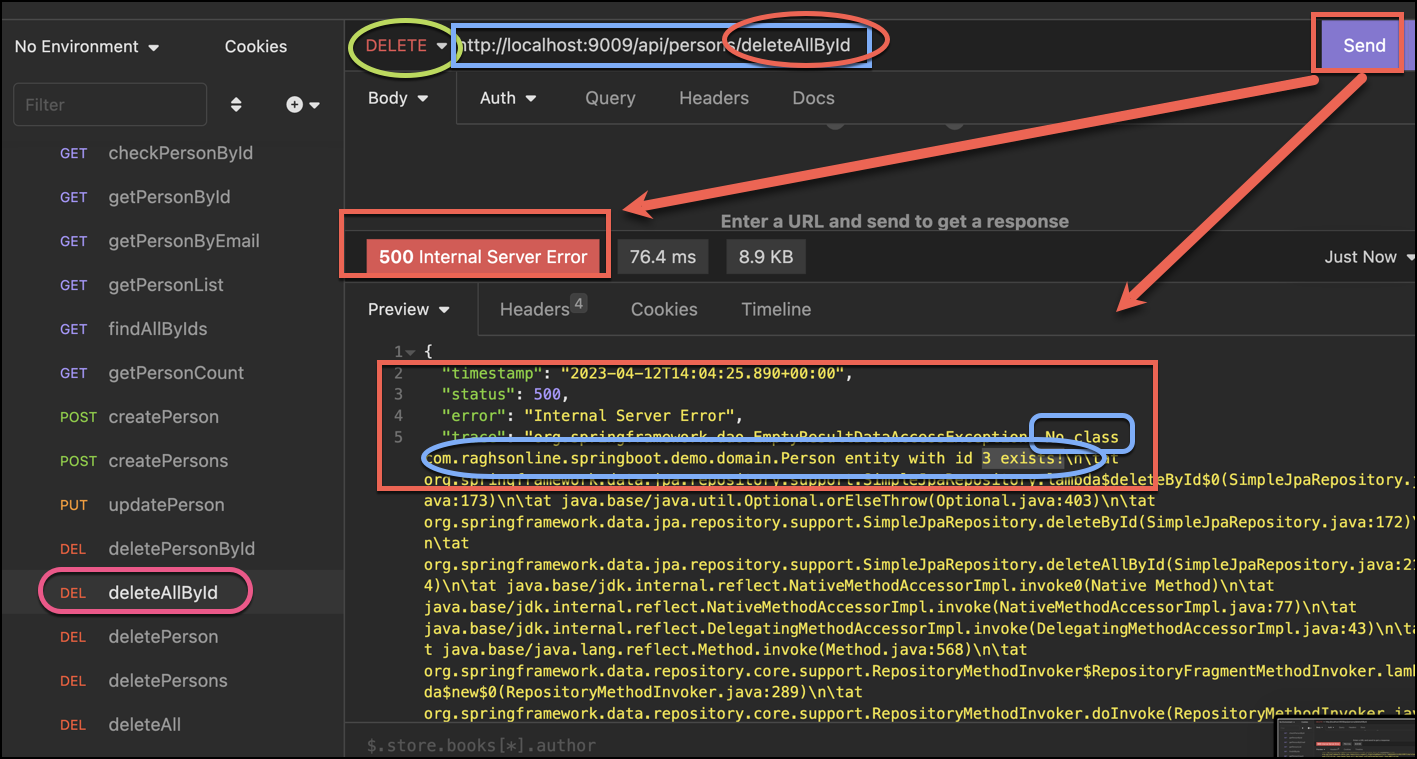 No Environment
Cookies
DELETE
http://localhost:9009/api/persons/deleteAllById
Send
Filter
Body
Auth
Query
Headers
Docs
GET checkPersonById
GET getPersonById
GET getPersonByEmail
GET getPersonList
GET findAllByIds
GET getPersonCount
POST createPerson
POST createPersons
PUT updatePerson
DEL deletePersonById
DEL deleteAllById
DEL deletePerson
DEL deletePersons
DEL deleteAll
Enter a URL and send to get a response
500 Internal Server Error
76.4 ms
8.9 KB
Just Now
Preview
Headers 4
Cookies
Timeline
1 {
2 "timestamp": "2023-04-12T14:04:25.890+00:00",
3 "status": 500,
4 "error": "Internal Server Error",
5 "trace": "org.springframework.dao.EmptyResultDataAccessException: No class
com.raghsonline.springboot.demo.domain.Person entity with id 3 exists!\n\tat
org.springframework.data.jpa.repository.support.SimpleJpaRepository.lambda$deleteById$0(SimpleJpaRepository.j
ava:173)\n\tat java.base/java.util.Optional.orElseThrow(Optional.java:403)\n\tat
org.springframework.data.jpa.repository.support.SimpleJpaRepository.deleteById(SimpleJpaRepository.java:172)\
n\tat
org.springframework.data.jpa.repository.support.SimpleJpaRepository.deleteAllById(SimpleJpaRepository.java:21
4)\n\tat java.base/jdk.internal.reflect.NativeMethodAccessorImpl.invoke0(Native Method)\n\tat
java.base/jdk.internal.reflect.NativeMethodAccessorImpl.invoke(NativeMethodAccessorImpl.java:77)\n\tat
java.base/jdk.internal.reflect.DelegatingMethodAccessorImpl.invoke(DelegatingMethodAccessorImpl.java:43)\n\ta
t java.base/java.lang.reflect.Method.invoke(Method.java:568)\n\tat
org.springframework.data.repository.core.support.RepositoryMethodInvoker$RepositoryFragmentMethodInvoker.lamb
da$new$0(RepositoryMethodInvoker.java:289)\n\tat
org.springframework.data.repository.core.support.RepositoryMethodInvoker.doInvoke(RepositoryMethodInvoker.jav
$.store.books[*].author